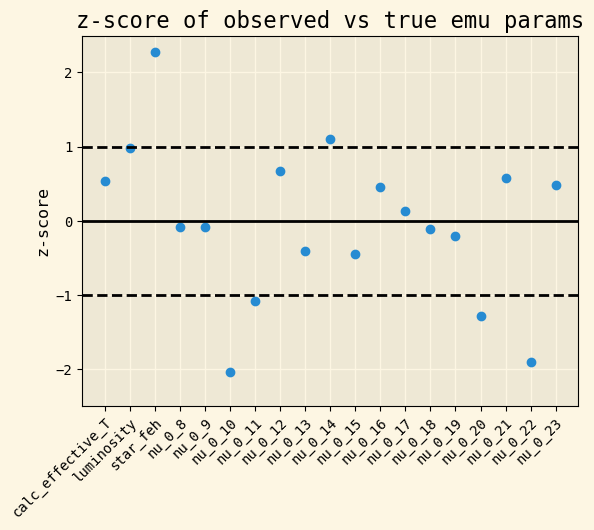 z-score of observed vs true emu params
z-score
2
1
0
−1
−2
calc_effective_T
luminosity
star_feh
nu_0_8
nu_0_9
nu_0_10
nu_0_11
nu_0_12
nu_0_13
nu_0_14
nu_0_15
nu_0_16
nu_0_17
nu_0_18
nu_0_19
nu_0_20
nu_0_21
nu_0_22
nu_0_23